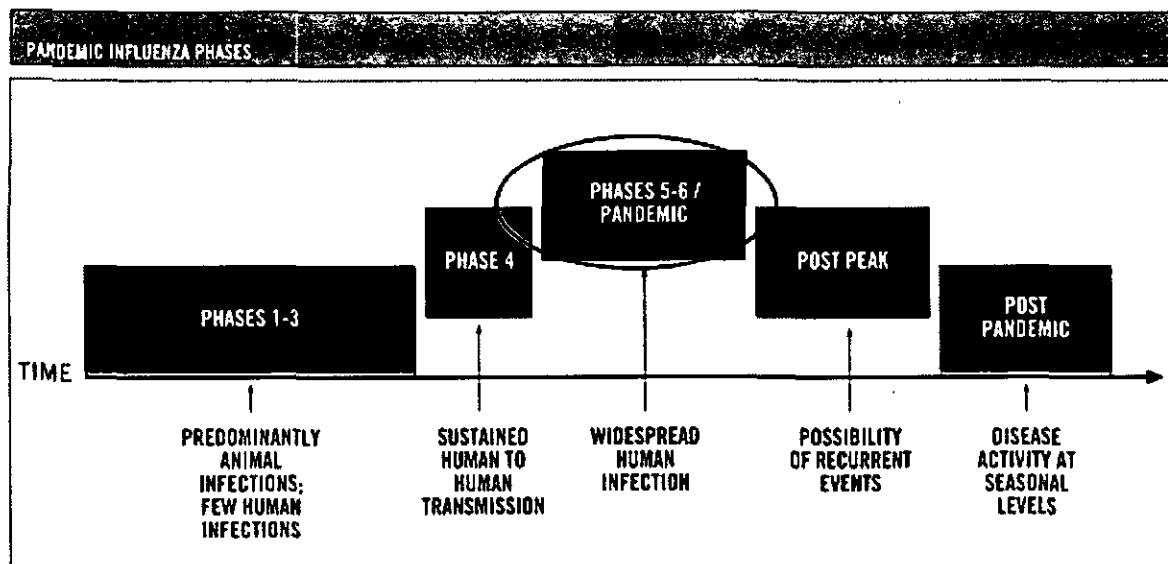 PANDEMIC INFLUENZA PHASES
PHASES 5-6 /
PANDEMIC
PHASE 4
POST PEAK
PHASES 1-3
POST
PANDEMIC
TIME
PREDOMINANTLY
ANIMAL
INFECTIONS;
FEW HUMAN
INFECTIONS
SUSTAINED
HUMAN TO
HUMAN
TRANSMISSION
WIDESPREAD
HUMAN
INFECTION
POSSIBILITY
OF RECURRENT
EVENTS
DISEASE
ACTIVITY AT
SEASONAL
LEVELS